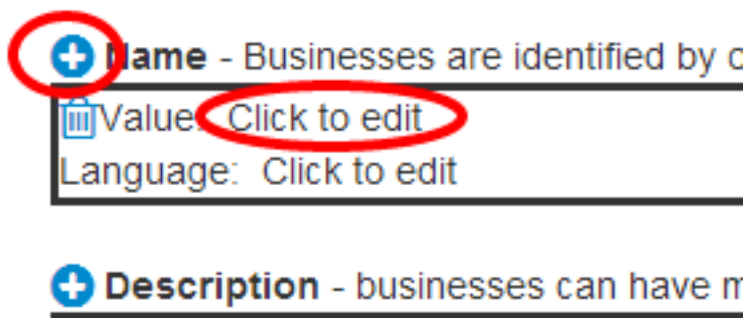 Name - Businesses are identified by
Value: Click to edit
Language: Click to edit
Description - businesses can have